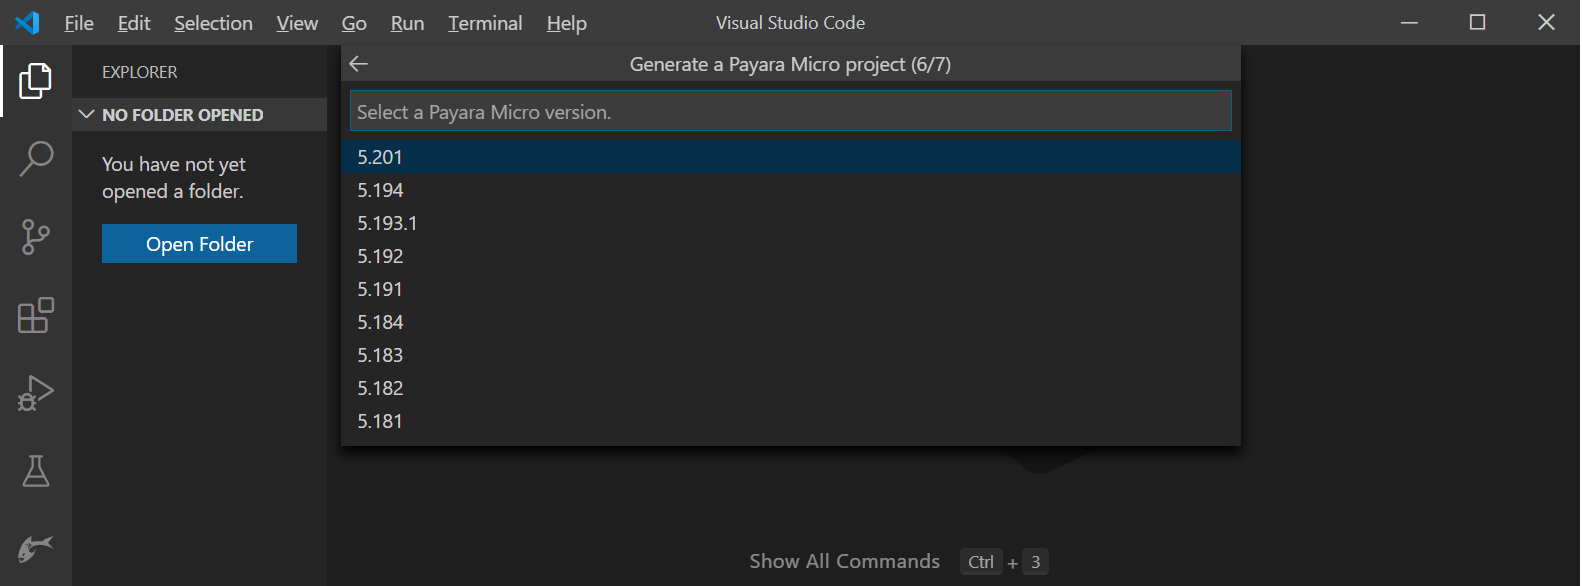 File Edit Selection View Go Run Terminal Help Visual Studio Code
EXPLORER
NO FOLDER OPENED
You have not yet
opened a folder.
Open Folder
Generate a Payara Micro project (6/7)
Select a Payara Micro version.
5.201
5.194
5.193.1
5.192
5.191
5.184
5.183
5.182
5.181
Show All Commands Ctrl + 3